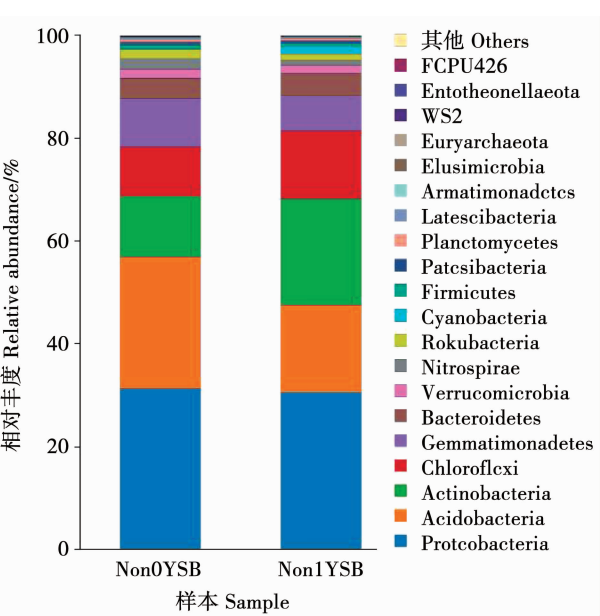 相对丰度 Relative abundance/%
100
80
60
40
20
0
Non0YSB
Non1YSB
样本 Sample
其他 Others
FCPU426
Entotheonellaeota
WS2
Euryarchaeota
Elusimicrobia
Armatimonadctcs
Latescibacteria
Planctomycetes
Patcsibacteria
Firmicutes
Cyanobacteria
Rokubacteria
Nitrospirae
Verrucomicrobia
Bacteroidetes
Gemmatimonadetes
Chloroflcxi
Actinobacteria
Acidobacteria
Protcobacteria